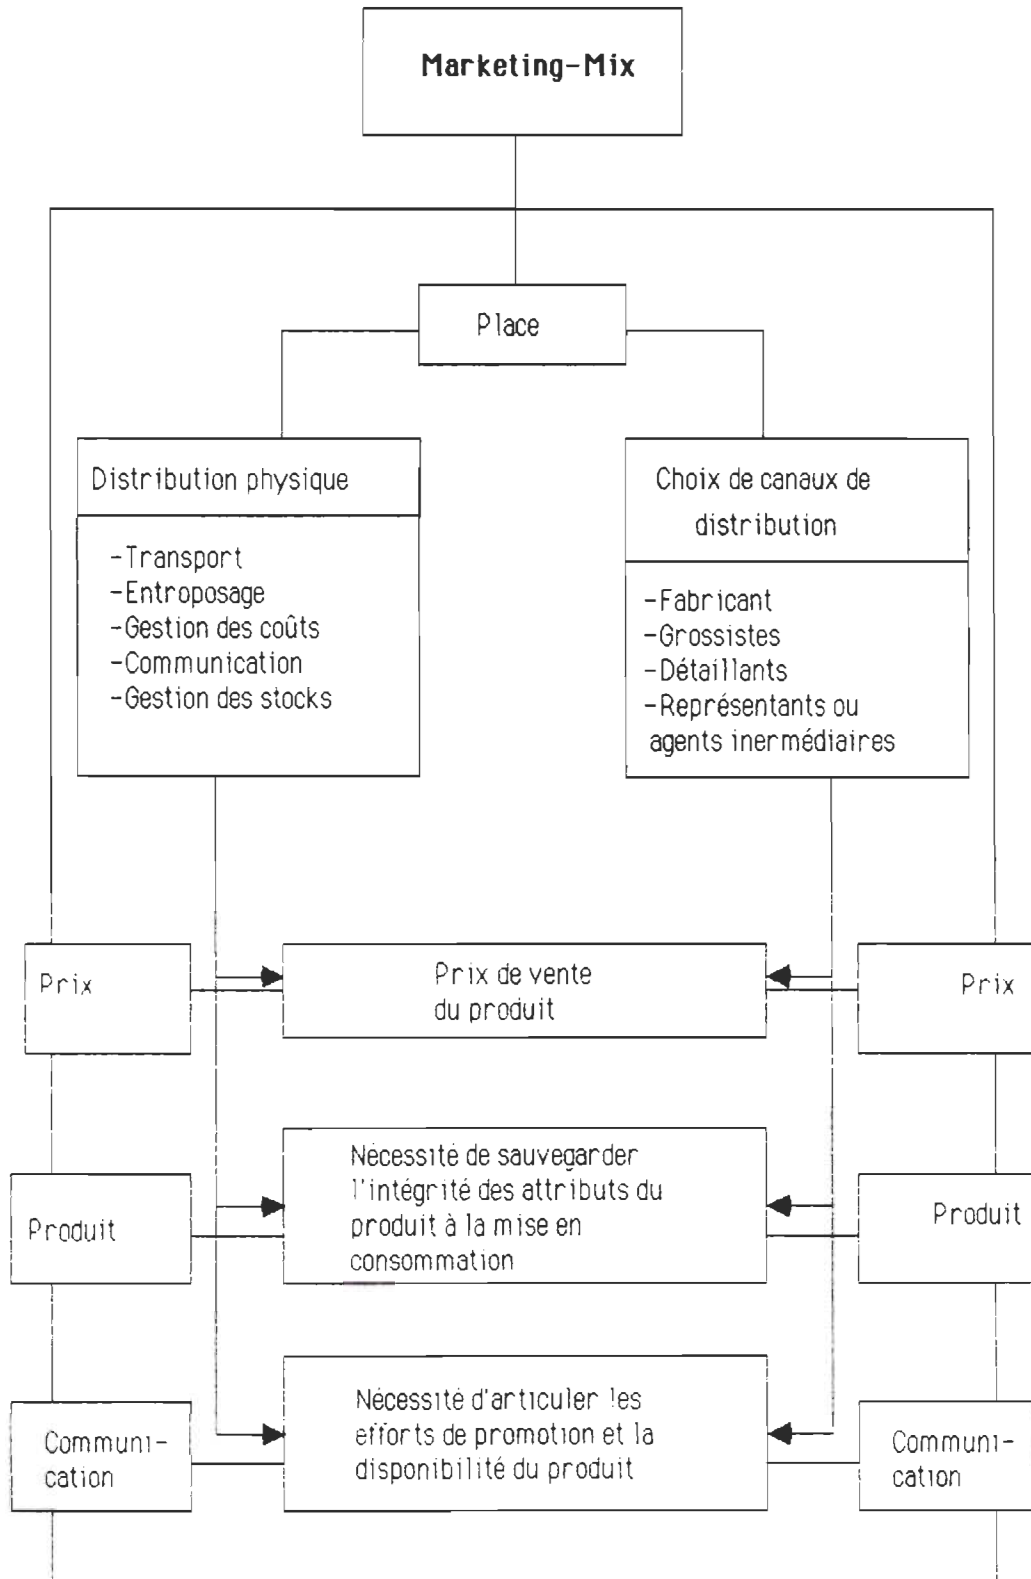 Marketing-Mix
Place
Distribution physique
-Transport
-Entroposage
-Gestion des coûts
-Communication
-Gestion des stocks
Choix de canaux de
distribution
-Fabricant
-Grossistes
-Détaillants
-Représentants ou
agents inermédiaires
Prix
Prix de vente
du produit
Prix
Produit
Nécessité de sauvegarder
l'intégrité des attributs du
produit à la mise en
consommation
Produit
Communi-
cation
Nécessité d'articuler les
efforts de promotion et la
disponibilité du produit
Communi-
cation